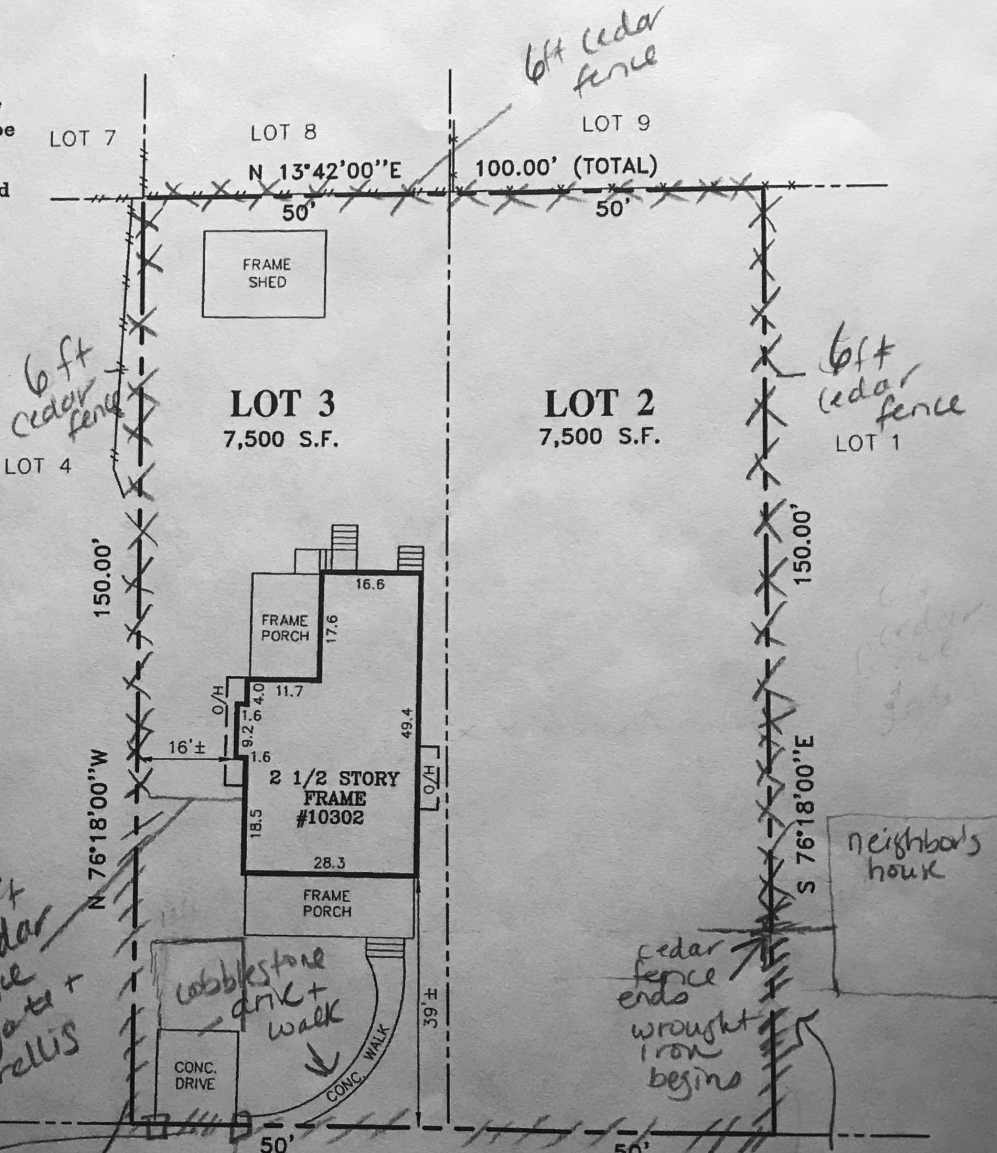 6ft cedar
fence
LOT 7
LOT 8
LOT 9
N 13°42'00"E
100.00' (TOTAL)
50'
50'
FRAME
SHED
6 ft
cedar
fence
6ft
cedar
fence
LOT 3
7,500 S.F.
LOT 2
7,500 S.F.
LOT 4
LOT 1
150.00'
150.00'
16.6
FRAME
PORCH
17.6
11.7
4.0
O/H
1.6
9.2
1.6
49.4
16'±
O/H
2 1/2 STORY
FRAME
#10302
18.5
28.3
N 76°18'00"W
S 76°18'00"E
neighbor's
house
FRAME
PORCH
cobblestone
drive +
walk
cedar
fence
ends
wrought
iron
begins
39'±
CONC. WALK
CONC.
DRIVE
50'
50'